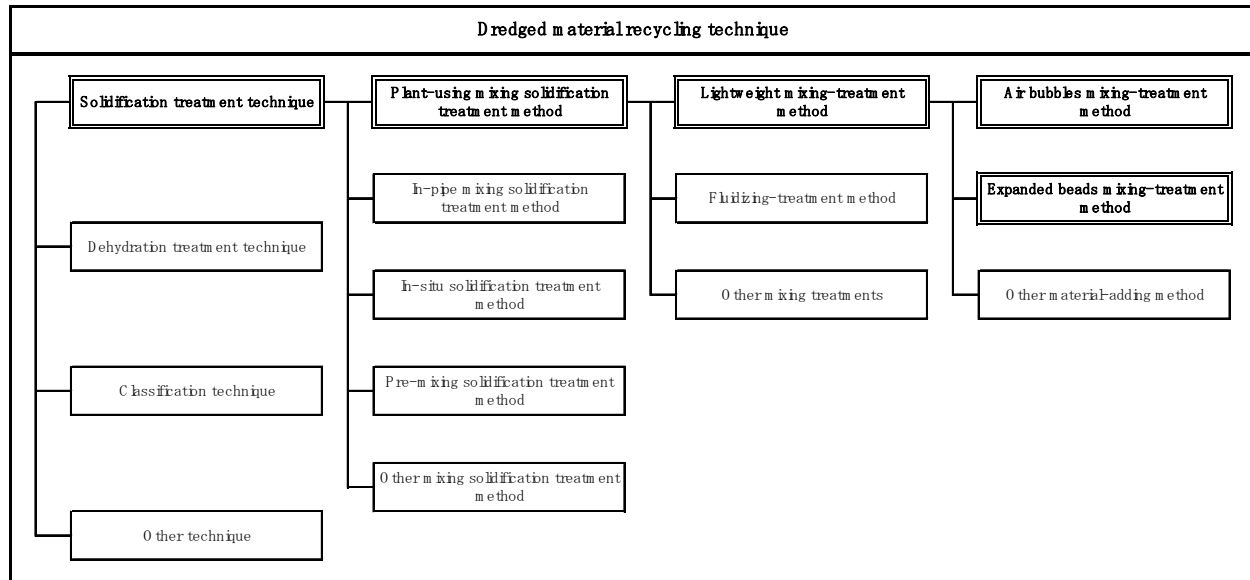 Dredged material recycling technique
Solidification treatment technique
Plant-using mixing solidification
treatment method
Lightweight mixing-treatment
method
Air bubbles mixing-treatment
method
In-pipe mixing solidification
treatment method
Fluidizing-treatment method
Expanded beads mixing-treatment
method
Dehydration treatment technique
In-situ solidification treatment
method
Other mixing treatments
Other material-adding method
Classification technique
Pre-mixing solidification treatment
method
Other mixing solidification treatment
method
Other technique